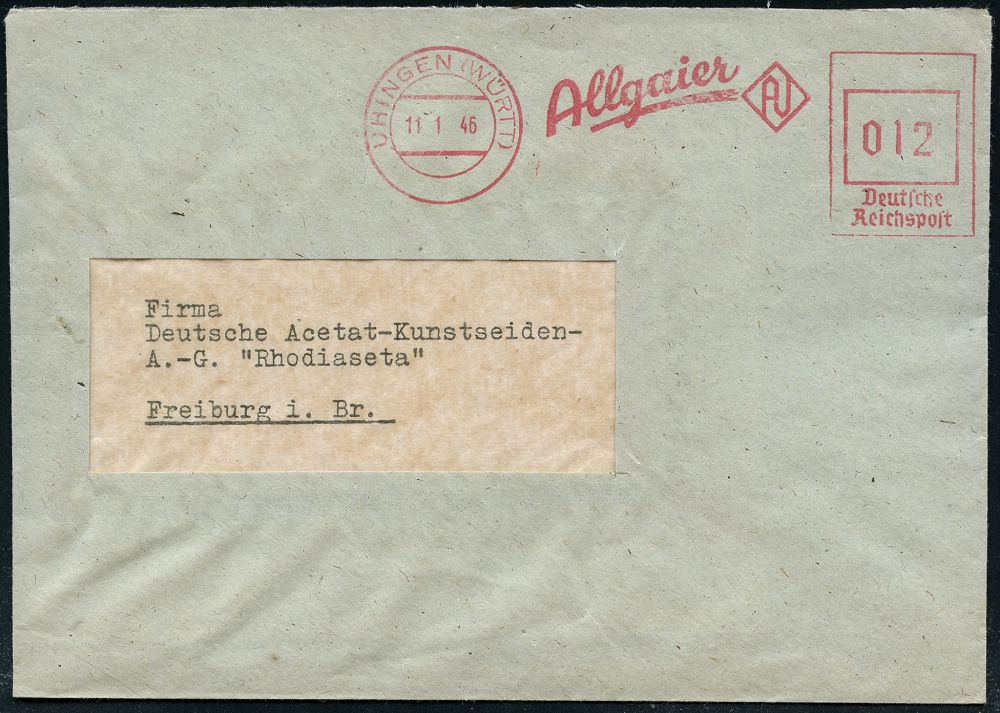 UHINGEN (WÜRTT)
11 1 46
Allgaier
012
Deutsche
Reichspost
Firma
Deutsche Acetat-Kunstseiden-
A.-G. "Rhodiaseta"
Freiburg i. Br.